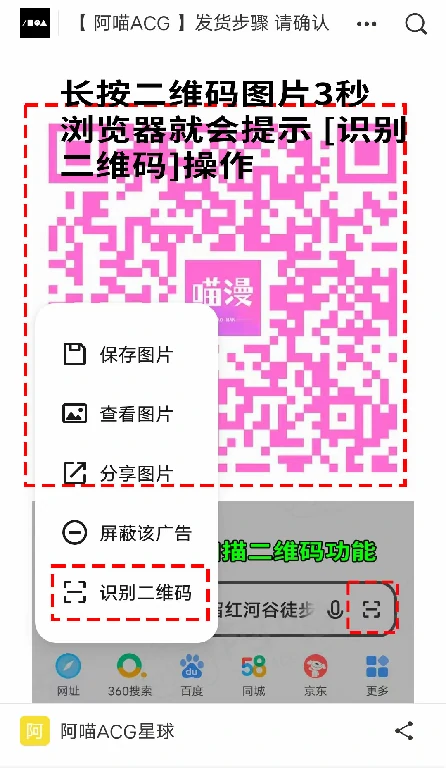 【 阿喵ACG 】发货步骤 请确认
长按二维码图片3秒
浏览器就会提示 [识别
二维码]操作
喵漫
保存图片
查看图片
分享图片
屏蔽该广告
描二维码功能
识别二维码
红河谷徒步
网址 360搜索 百度 同城 京东 更多
阿 阿喵ACG星球